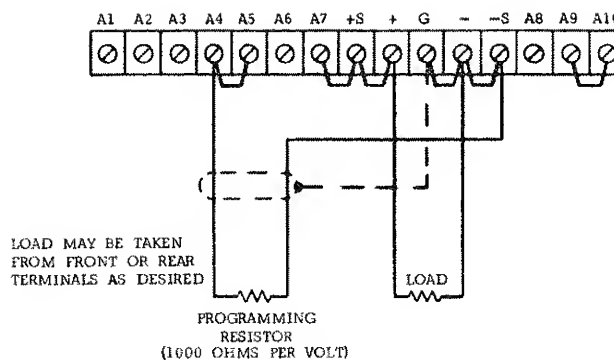 A1 A2 A3 A4 A5 A6 A7 +S + G − −S A8 A9 A10
LOAD MAY BE TAKEN
FROM FRONT OR REAR
TERMINALS AS DESIRED
LOAD
PROGRAMMING
RESISTOR
(1000 OHMS PER VOLT)